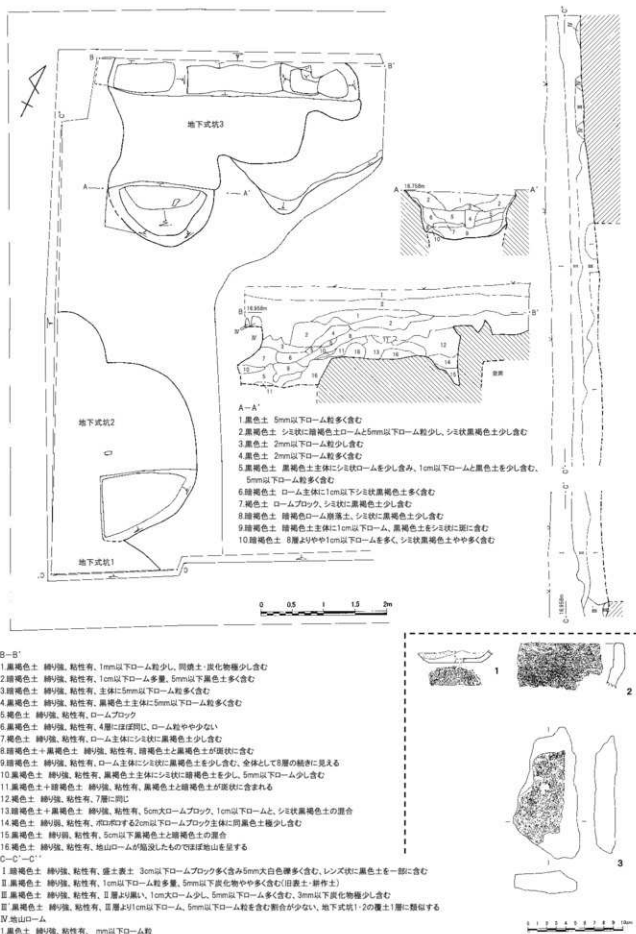 B
B'
C'
地下式坑3
A
A'
16.758m
A
A'
16.958m
B
B'
地下式坑2
地下式坑1
C'
C
A-A'
1.黒色土 5mm以下ローム粒多く含む
2.黒褐色土 シミ状に暗褐色土ロームと5mm以下ローム粒少し、シミ状黒褐色土少し含む
3.黒色土 2mm以下ローム粒少し含む
4.黒色土 2mm以下ローム粒多く含む
5.黒褐色土 黒褐色土主体にシミ状ロームを少し含み、1cm以下ロームと黒色土を少し含む、
5mm以下ローム粒多く含む
6.暗褐色土 ローム主体に1cm以下シミ状黒褐色土多く含む
7.褐色土 ロームブロック、シミ状に黒褐色土少し含む
8.暗褐色土 暗褐色ローム崩落土、シミ状に黒褐色土少し含む
9.暗褐色土 暗褐色土主体に1cm以下ローム、黒褐色土をシミ状に斑に含む
10.暗褐色土 8層よりやや1cm以下ロームを多く、シミ状黒褐色土やや多く含む
0 0.5 1 1.5 2m
B-B'
1.黒褐色土 締り強、粘性有、1mm以下ローム粒少し、同焼土・炭化物極少し含む
2.暗褐色土 締り強、粘性有、1cm以下ローム多量、5mm以下黒色土多く含む
3.暗褐色土 締り強、粘性有、主体に5mm以下ローム粒多く含む
4.黒褐色土 締り強、粘性有、黒褐色土主体に5mm以下ローム粒多く含む
5.褐色土 締り強、粘性有、ロームブロック
6.黒褐色土 締り強、粘性有、4層にほぼ同じ、ローム粒やや少ない
7.褐色土 締り強、粘性有、ローム主体にシミ状に黒褐色土少し含む
8.暗褐色土+黒褐色土 締り強、粘性有、暗褐色土と黒褐色土が斑状に含む
9.暗褐色土 締り強、粘性有、ローム主体にシミ状に黒褐色土を少し含む、全体として8層の続きに見える
10.黒褐色土 締り強、粘性有、黒褐色土主体にシミ状に暗褐色土を少し、5mm以下ローム少し含む
11.黒褐色土+暗褐色土 締り強、粘性有、黒褐色土と暗褐色土が斑状に含まれる
12.褐色土 締り強、粘性有、7層に同じ
13.暗褐色土+黒褐色土 締り強、粘性有、5cm大ロームブロック、1cm以下ロームと、シミ状黒褐色土の混合
14.褐色土 締り弱、粘性有、ボロボロする2cm以下ロームブロック主体に同黒色土極少し含む
15.黒褐色土 締り弱、粘性有、5cm以下黒褐色土と暗褐色土の混合
16.褐色土 締り強、粘性有、地山ロームが陥没したものでほぼ地山を呈する
C-C'-C''
I.暗褐色土 締り強、粘性有、盛土表土 3cm以下ロームブロック多く含み5mm大白色礫多く含む、レンズ状に黒色土を一部に含む
II.黒褐色土 締り強、粘性有、1cm以下ローム粒多量、5mm以下炭化物やや多く含む(旧表土・耕作土)
III.黒褐色土 締り強、粘性有、II層より黒い、1cm大ローム少し、5mm以下ローム多く含む、3mm以下炭化物極少し含む
III'.黒褐色土 締り強、粘性有、II層より1cm以下ローム、5mm以下ローム粒を含む割合が少ない、地下式坑1・2の覆土1層に類似する
IV.地山ローム
1.黒褐色土 締り強、粘性有、 mm以下ローム粒
1
2
3
0 1 2 3 4 5 6 7 8 9 10cm